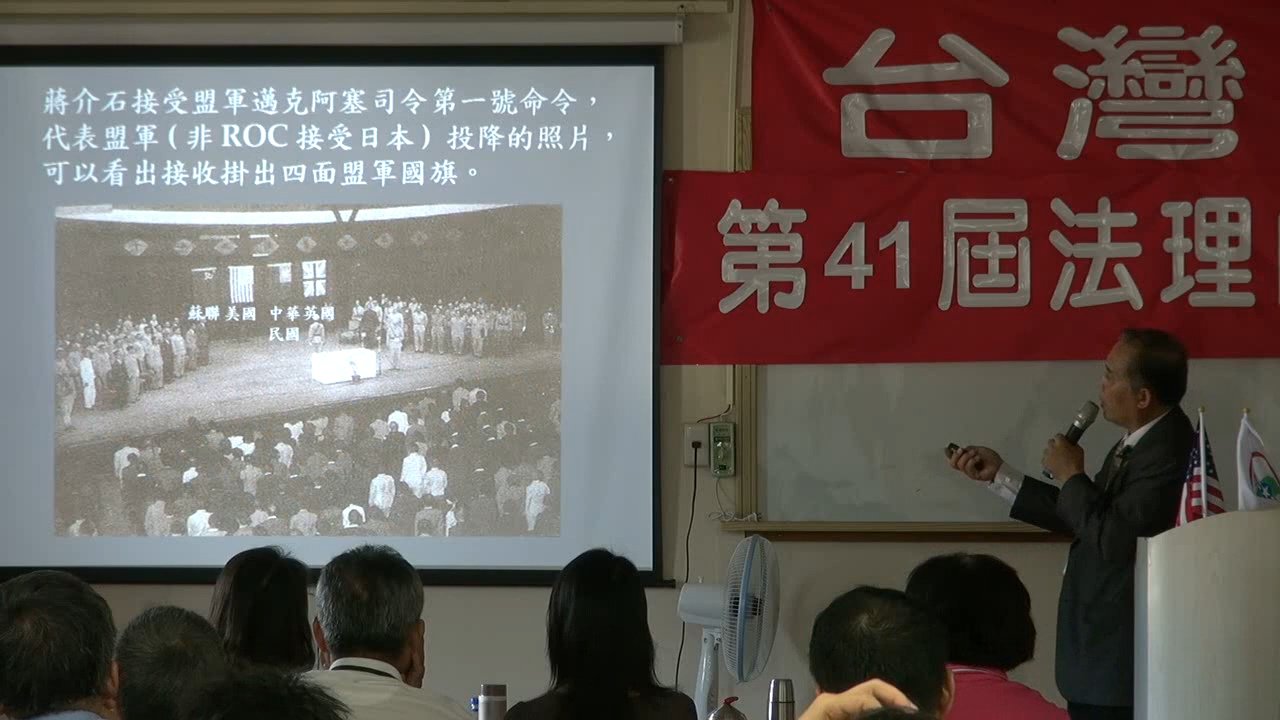 蔣介石接受盟軍邁克阿塞司令第一號命令，
代表盟軍（非 ROC 接受日本）投降的照片，
可以看出接收掛出四面盟軍國旗。
蘇聯 美國 中華 英國
民國
台灣
第41屆法理